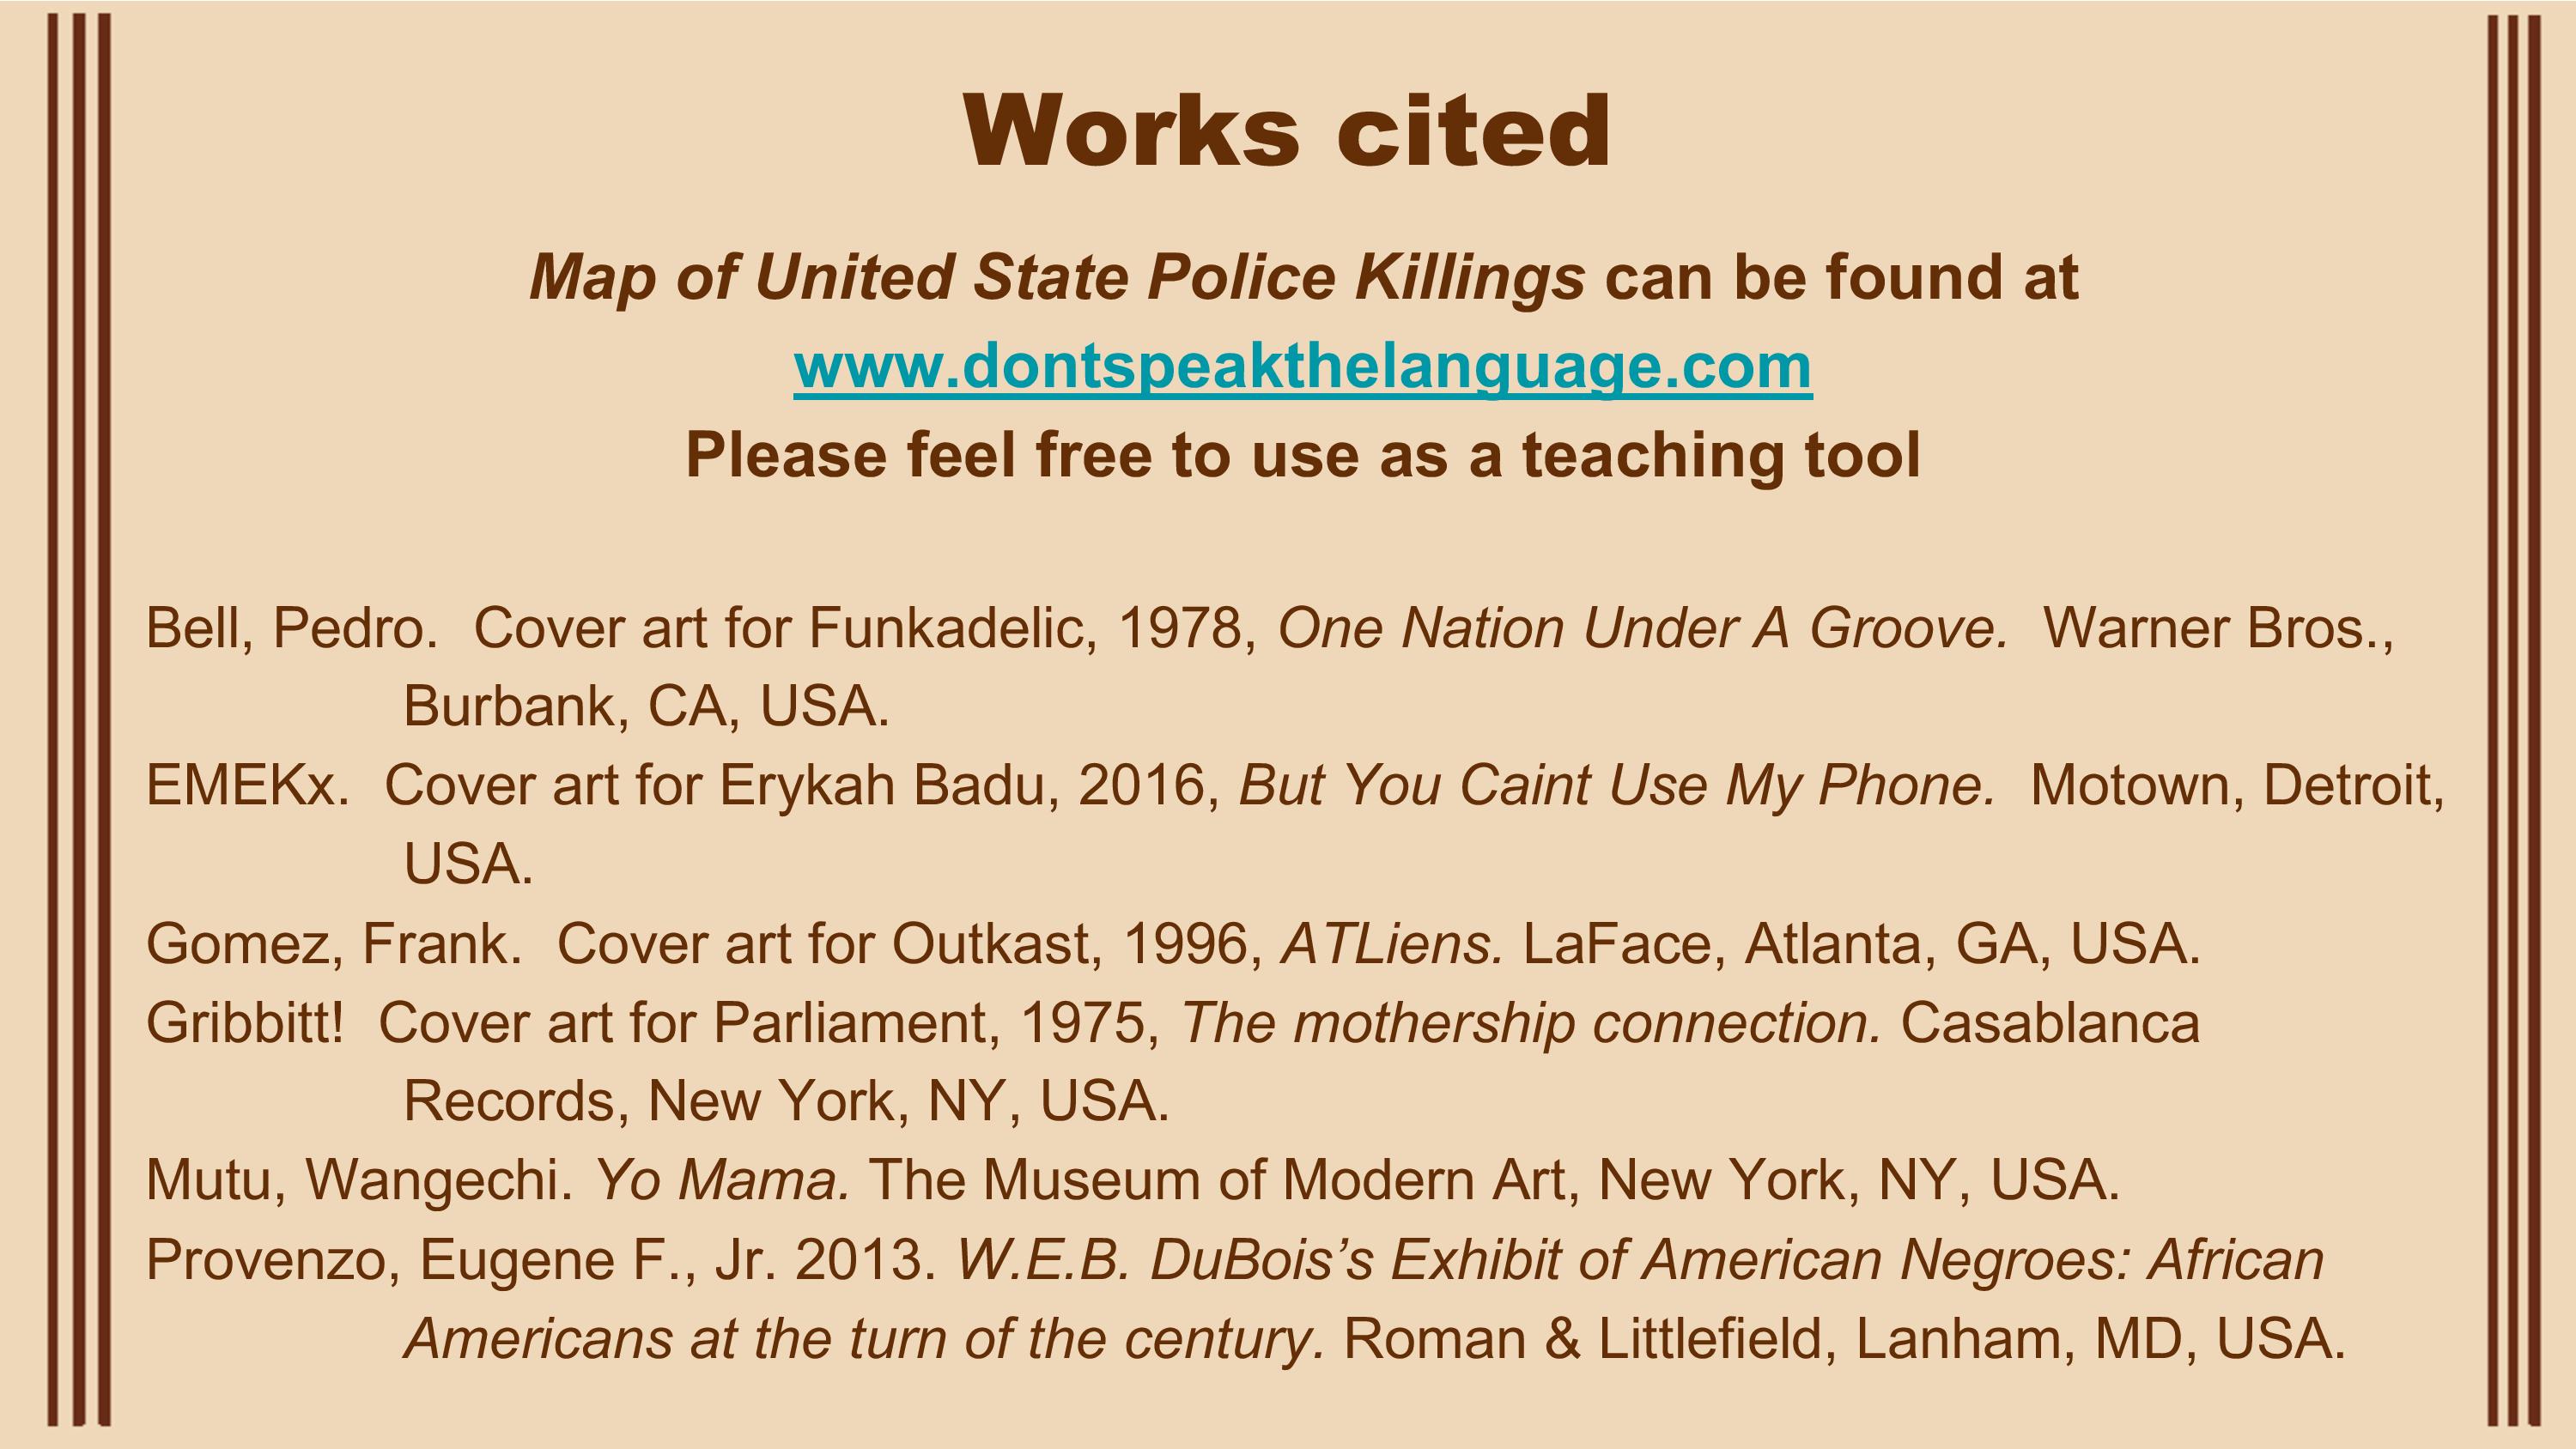 Works cited
Map of United State Police Killings can be found at
www.dontspeakthelanguage.com
Please feel free to use as a teaching tool
Bell, Pedro.  Cover art for Funkadelic, 1978, One Nation Under A Groove.  Warner Bros.,
Burbank, CA, USA.
EMEKx.  Cover art for Erykah Badu, 2016, But You Caint Use My Phone.  Motown, Detroit,
USA.
Gomez, Frank.  Cover art for Outkast, 1996, ATLiens. LaFace, Atlanta, GA, USA.
Gribbitt!  Cover art for Parliament, 1975, The mothership connection. Casablanca
Records, New York, NY, USA.
Mutu, Wangechi. Yo Mama. The Museum of Modern Art, New York, NY, USA.
Provenzo, Eugene F., Jr. 2013. W.E.B. DuBois’s Exhibit of American Negroes: African
Americans at the turn of the century. Roman & Littlefield, Lanham, MD, USA.